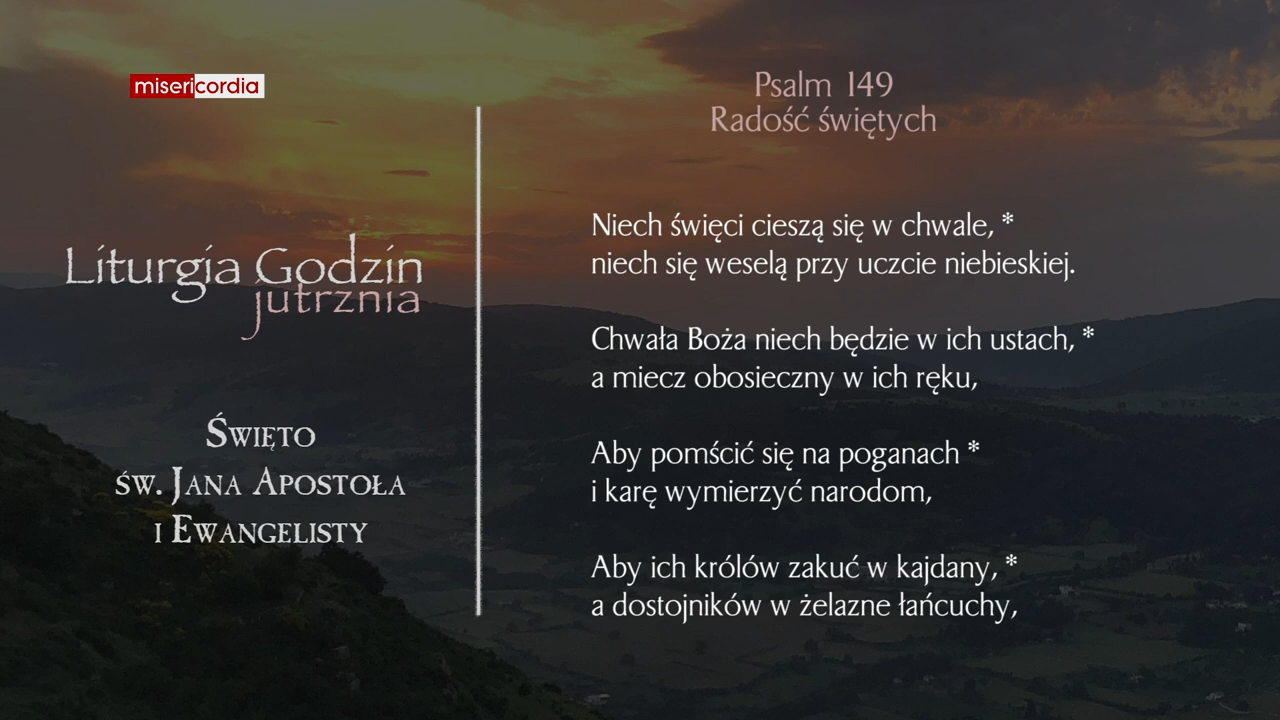 misericordia
Liturgia Godzin
jutrznia
Święto
św. Jana Apostoła
i Ewangelisty
Psalm 149
Radość świętych
Niech święci cieszą się w chwale, *
niech się weselą przy uczcie niebieskiej.
Chwała Boża niech będzie w ich ustach, *
a miecz obosieczny w ich ręku,
Aby pomścić się na poganach *
i karę wymierzyć narodom,
Aby ich królów zakuć w kajdany, *
a dostojników w żelazne łańcuchy,